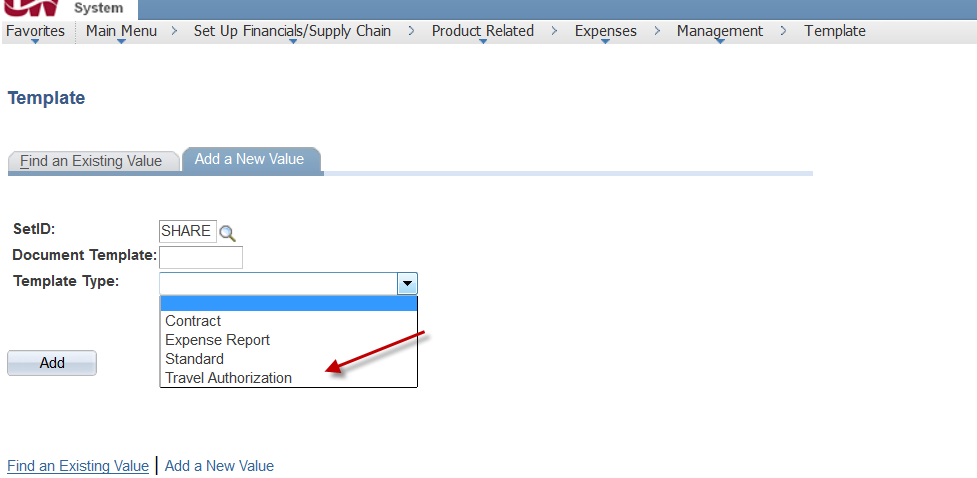 System
Favorites Main Menu > Set Up Financials/Supply Chain > Product Related > Expenses > Management > Template
Template
Find an Existing Value Add a New Value
SetID: SHARE
Document Template:
Template Type:
Contract
Expense Report
Standard
Travel Authorization
Add
Find an Existing Value | Add a New Value